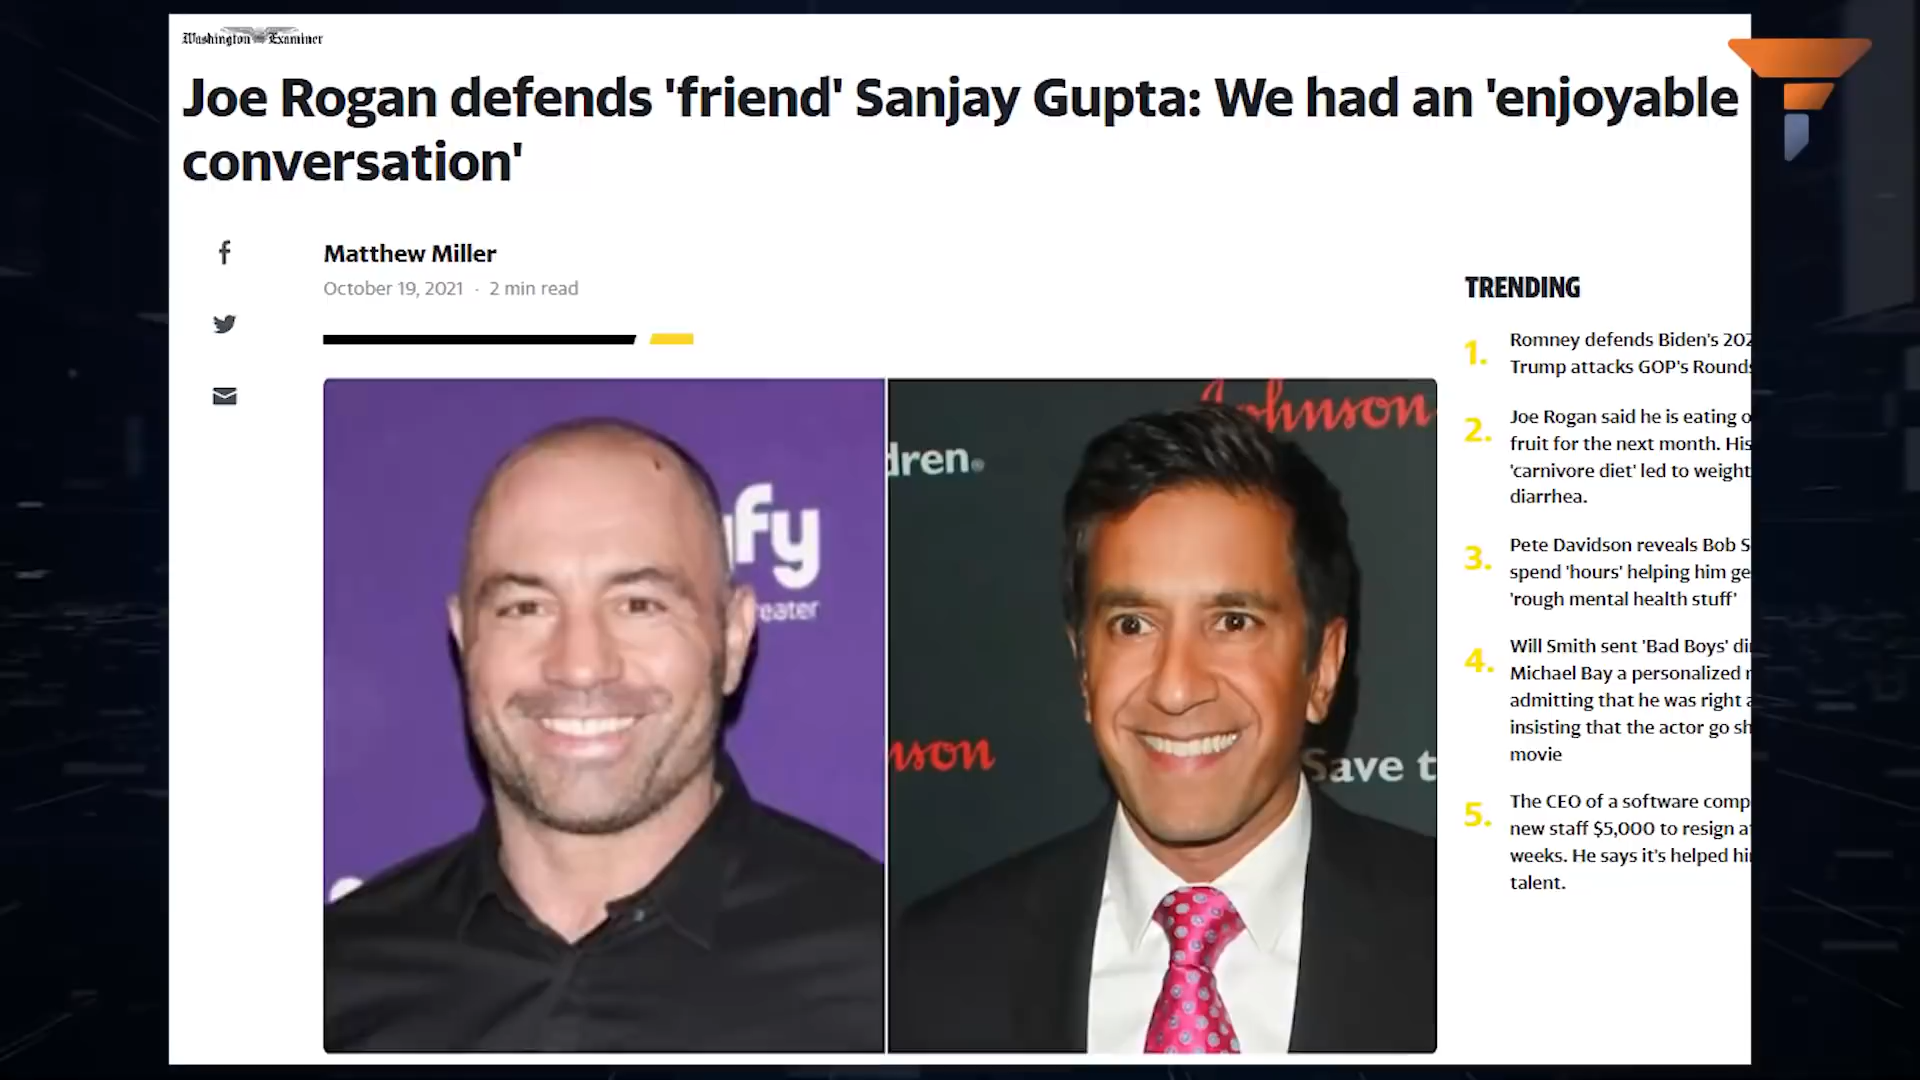 Washington Examiner
Joe Rogan defends 'friend' Sanjay Gupta: We had an 'enjoyable
conversation'
Matthew Miller
October 19, 2021 · 2 min read
TRENDING
1.
Romney defends Biden's 202
Trump attacks GOP's Rounds
2.
Joe Rogan said he is eating o
fruit for the next month. His
'carnivore diet' led to weight
diarrhea.
3.
Pete Davidson reveals Bob S
spend 'hours' helping him ge
'rough mental health stuff'
4.
Will Smith sent 'Bad Boys' di
Michael Bay a personalized
admitting that he was right a
insisting that the actor go sh
movie
5.
The CEO of a software comp
new staff $5,000 to resign a
weeks. He says it's helped hi
talent.
fy
eater
Johnson
dren®
nson
Save t